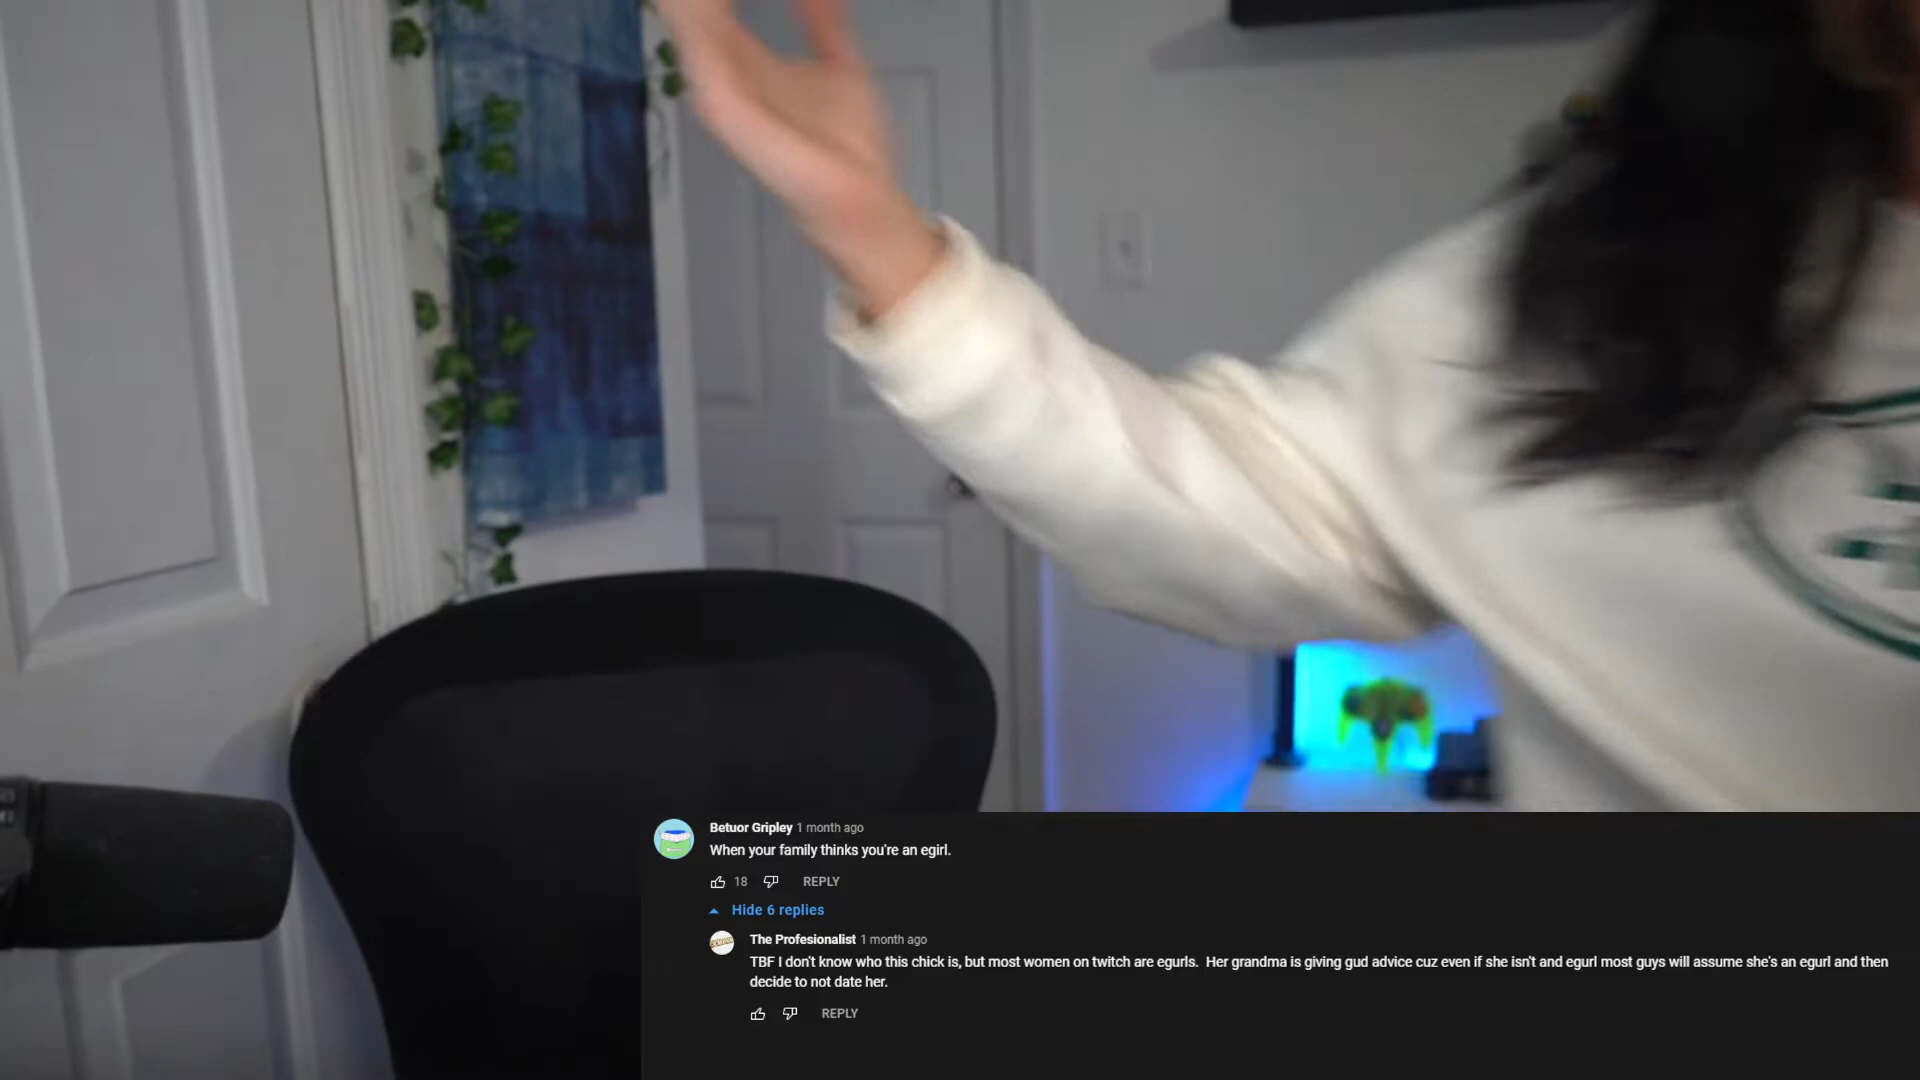 Betuor Gripley 1 month ago
When your family thinks you're an egirl.
18 REPLY
Hide 6 replies
The Profesionalist 1 month ago
TBF I don't know who this chick is, but most women on twitch are egurls.  Her grandma is giving gud advice cuz even if she isn't and egurl most guys will assume she's an egurl and then
decide to not date her.
REPLY